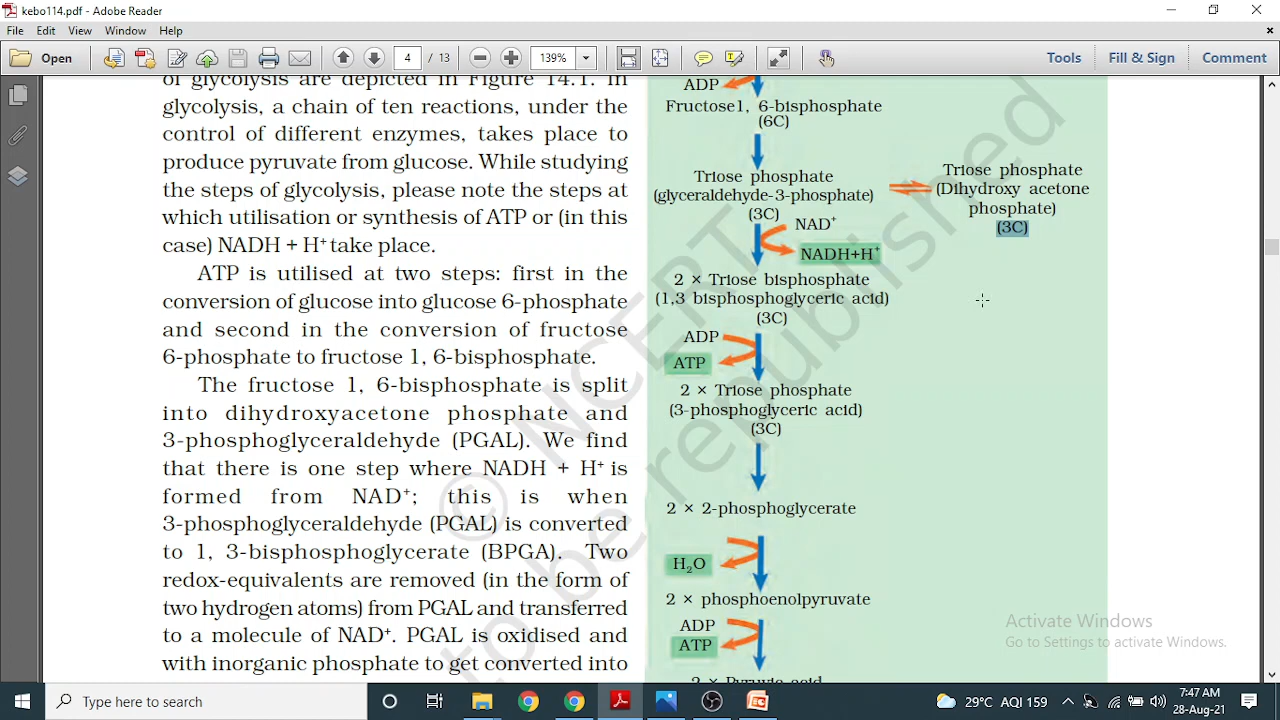 kebo114.pdf - Adobe Reader
File Edit View Window Help
Open 4 / 13 139% Tools Fill & Sign Comment
of glycolysis are depicted in Figure 14.1. In
glycolysis, a chain of ten reactions, under the
control of different enzymes, takes place to
produce pyruvate from glucose. While studying
the steps of glycolysis, please note the steps at
which utilisation or synthesis of ATP or (in this
case) NADH + H+ take place.
ATP is utilised at two steps: first in the
conversion of glucose into glucose 6-phosphate
and second in the conversion of fructose
6-phosphate to fructose 1, 6-bisphosphate.
The fructose 1, 6-bisphosphate is split
into dihydroxyacetone phosphate and
3-phosphoglyceraldehyde (PGAL). We find
that there is one step where NADH + H+ is
formed from NAD+; this is when
3-phosphoglyceraldehyde (PGAL) is converted
to 1, 3-bisphosphoglycerate (BPGA). Two
redox-equivalents are removed (in the form of
two hydrogen atoms) from PGAL and transferred
to a molecule of NAD+. PGAL is oxidised and
with inorganic phosphate to get converted into
ADP
Fructose1, 6-bisphosphate
(6C)
Triose phosphate
(glyceraldehyde-3-phosphate)
(3C)
Triose phosphate
(Dihydroxy acetone
phosphate)
(3C)
NAD+
NADH+H+
2 × Triose bisphosphate
(1,3 bisphosphoglyceric acid)
(3C)
ADP
ATP
2 × Triose phosphate
(3-phosphoglyceric acid)
(3C)
2 × 2-phosphoglycerate
H2O
2 × phosphoenolpyruvate
ADP
ATP
2 × Pyruvic acid
© NCERT
to be republished
Activate Windows
Go to Settings to activate Windows.
Type here to search
29°C AQI 159
7:47 AM
28-Aug-21